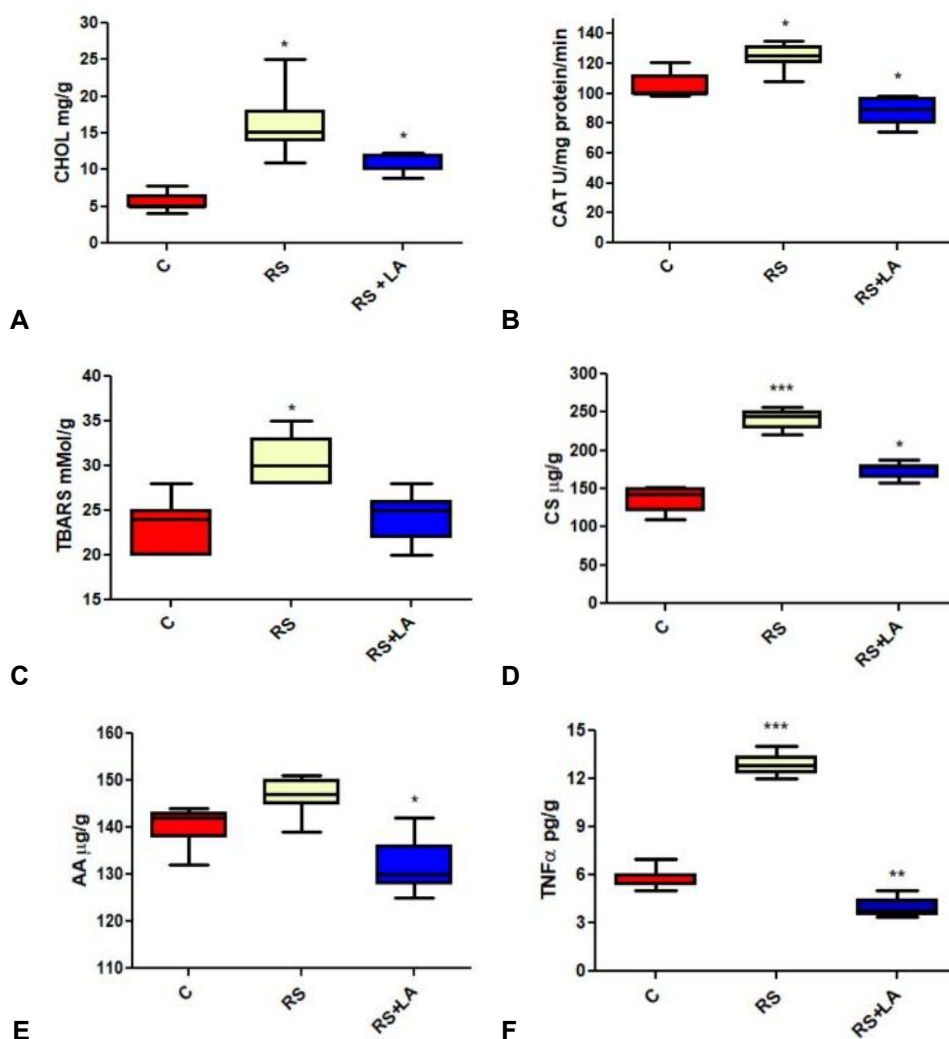 30
25
20
15
10
5
0
CHOL mg/g
*
*
C
RS
RS + LA
A
140
120
100
80
60
40
20
0
CAT U/mg protein/min
*
*
C
RS
RS+LA
B
40
35
30
25
20
15
TBARS mMol/g
*
C
RS
RS+LA
C
300
250
200
150
100
50
0
CS μg/g
***
*
C
RS
RS+LA
D
160
150
140
130
120
110
AA μg/g
*
C
RS
RS+LA
E
15
12
9
6
3
0
TNFα pg/g
***
**
C
RS
RS+LA
F